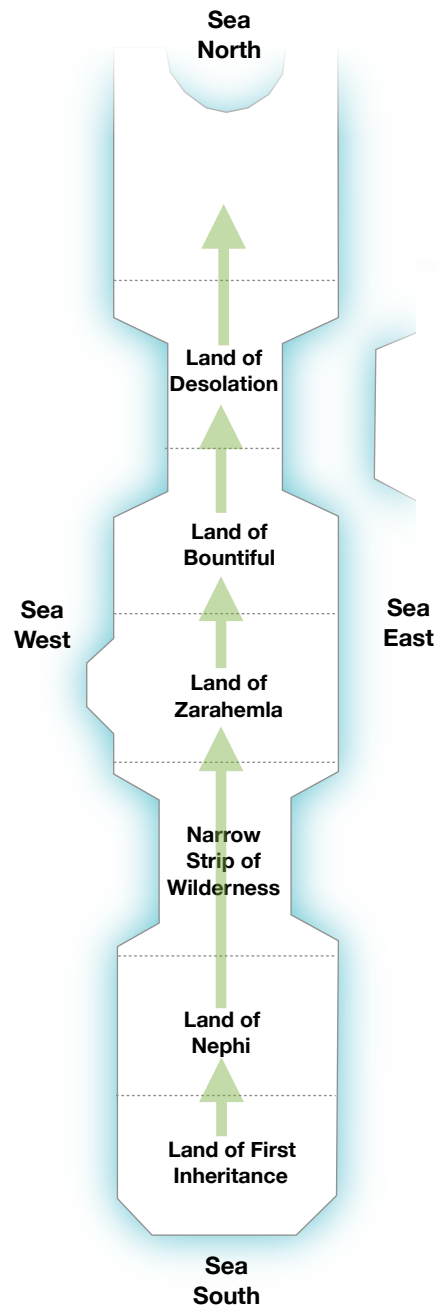 Sea
North
Land of
Desolation
Land of
Bountiful
Sea
West
Sea
East
Land of
Zarahemla
Narrow
Strip of
Wilderness
Land of
Nephi
Land of First
Inheritance
Sea
South